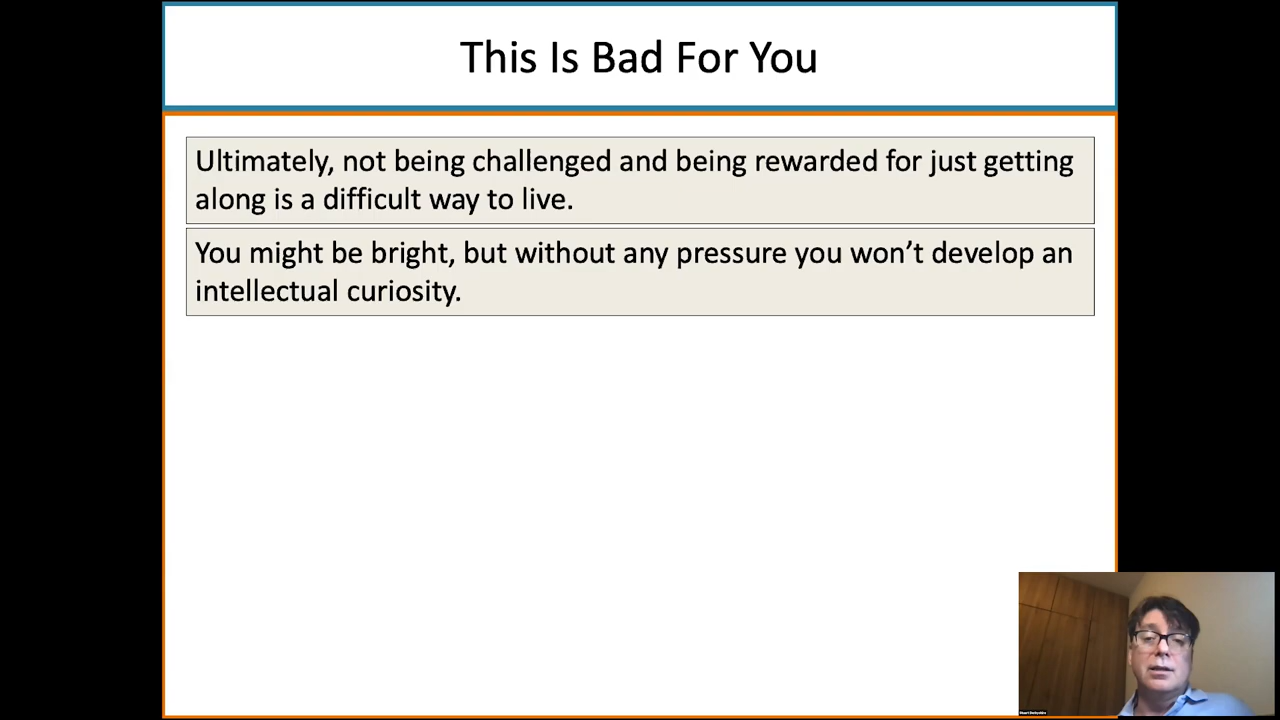 This Is Bad For You
Ultimately, not being challenged and being rewarded for just getting
along is a difficult way to live.
You might be bright, but without any pressure you won’t develop an
intellectual curiosity.